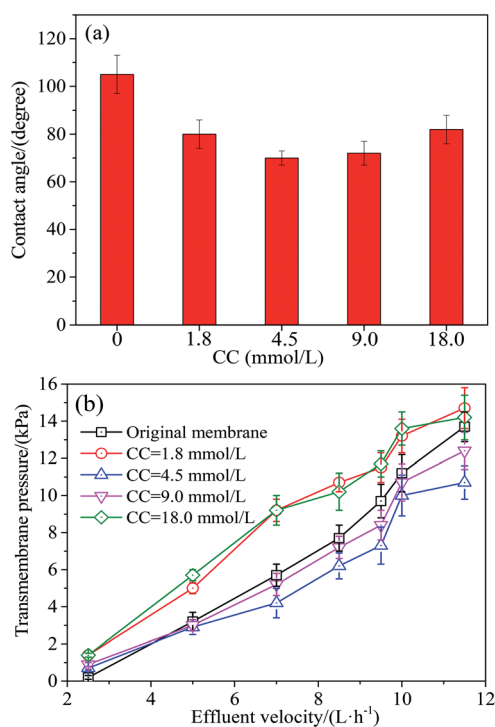 (a)
Contact angle/(degree)
120
100
80
60
40
20
0
0 1.8 4.5 9.0 18.0
CC (mmol/L)
(b)
Transmembrane pressure/(kPa)
16
14
12
10
8
6
4
2
0
Original membrane
CC=1.8 mmol/L
CC=4.5 mmol/L
CC=9.0 mmol/L
CC=18.0 mmol/L
2 4 6 8 10 12
Effluent velocity/(L·h⁻¹)